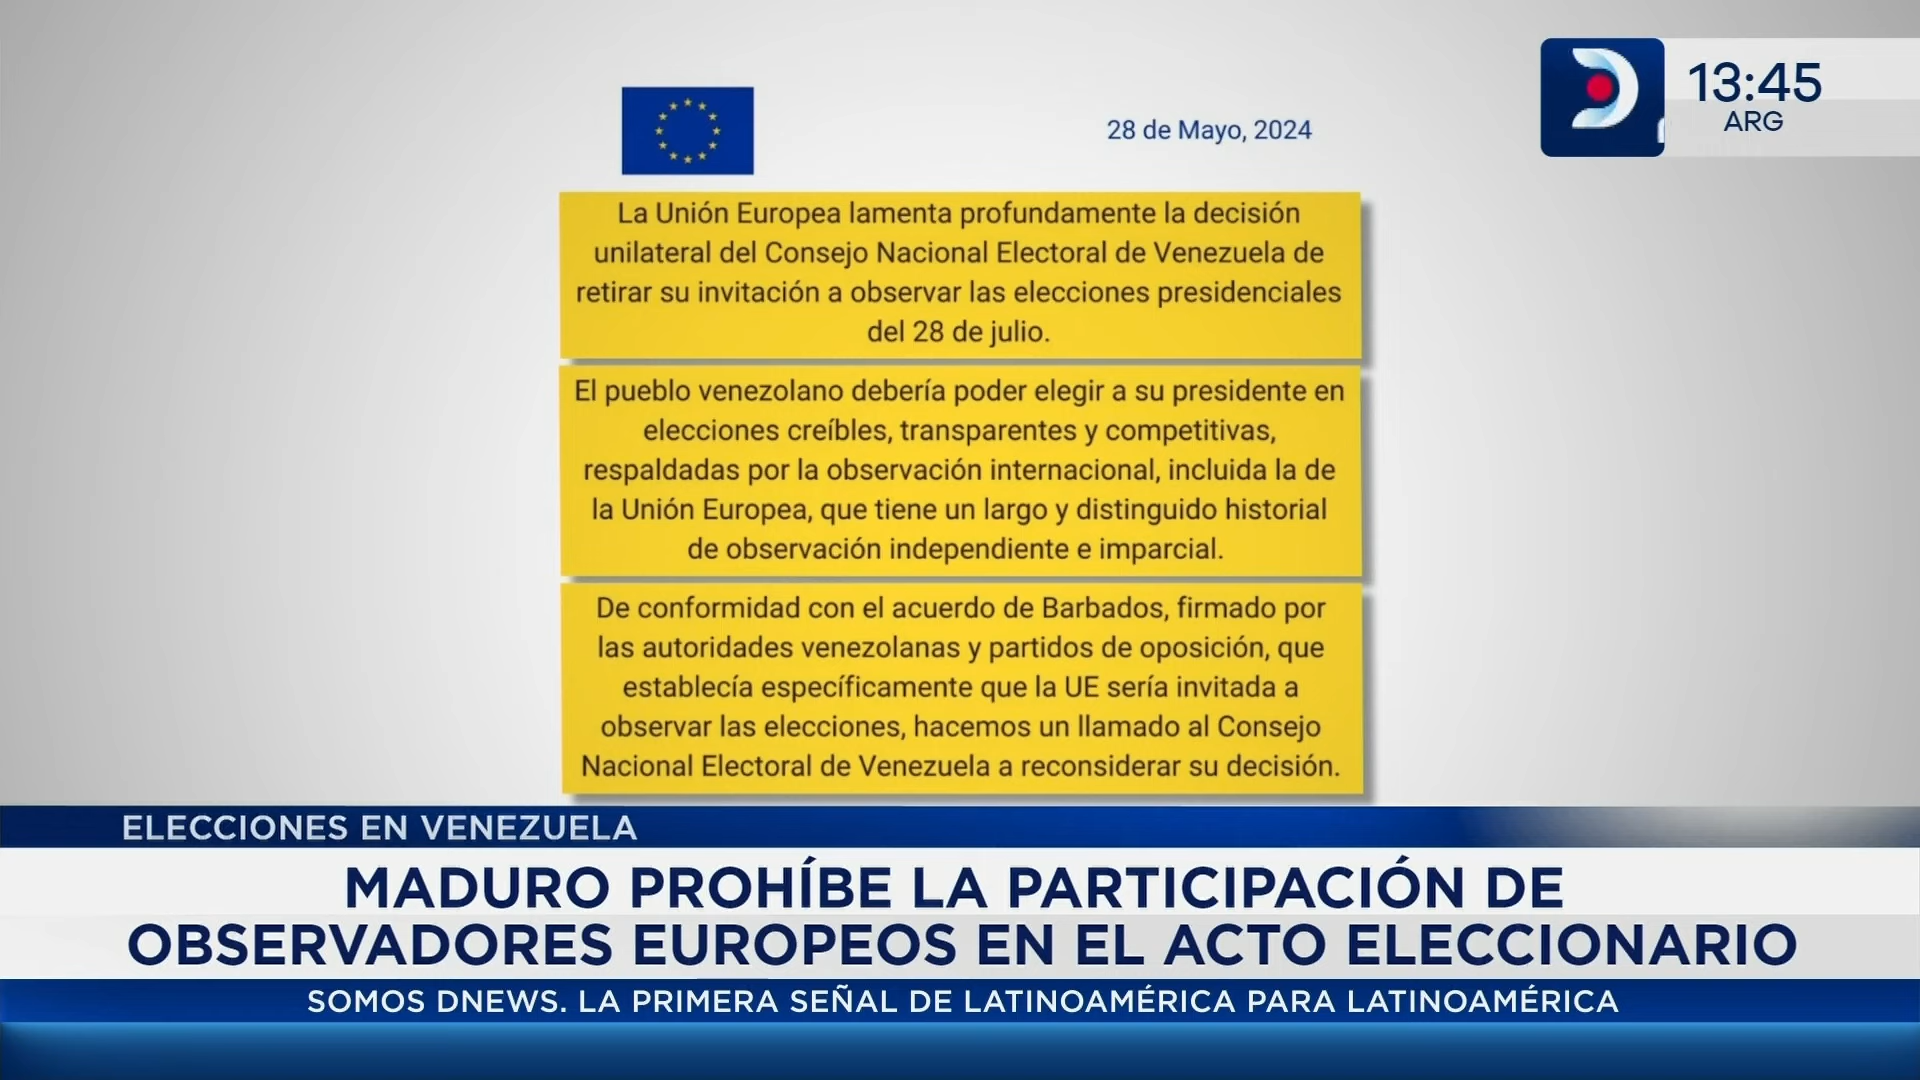 13:45
ARG
28 de Mayo, 2024
La Unión Europea lamenta profundamente la decisión
unilateral del Consejo Nacional Electoral de Venezuela de
retirar su invitación a observar las elecciones presidenciales
del 28 de julio.
El pueblo venezolano debería poder elegir a su presidente en
elecciones creíbles, transparentes y competitivas,
respaldadas por la observación internacional, incluida la de
la Unión Europea, que tiene un largo y distinguido historial
de observación independiente e imparcial.
De conformidad con el acuerdo de Barbados, firmado por
las autoridades venezolanas y partidos de oposición, que
establecía específicamente que la UE sería invitada a
observar las elecciones, hacemos un llamado al Consejo
Nacional Electoral de Venezuela a reconsiderar su decisión.
ELECCIONES EN VENEZUELA
MADURO PROHÍBE LA PARTICIPACIÓN DE
OBSERVADORES EUROPEOS EN EL ACTO ELECCIONARIO
SOMOS DNEWS. LA PRIMERA SEÑAL DE LATINOAMÉRICA PARA LATINOAMÉRICA